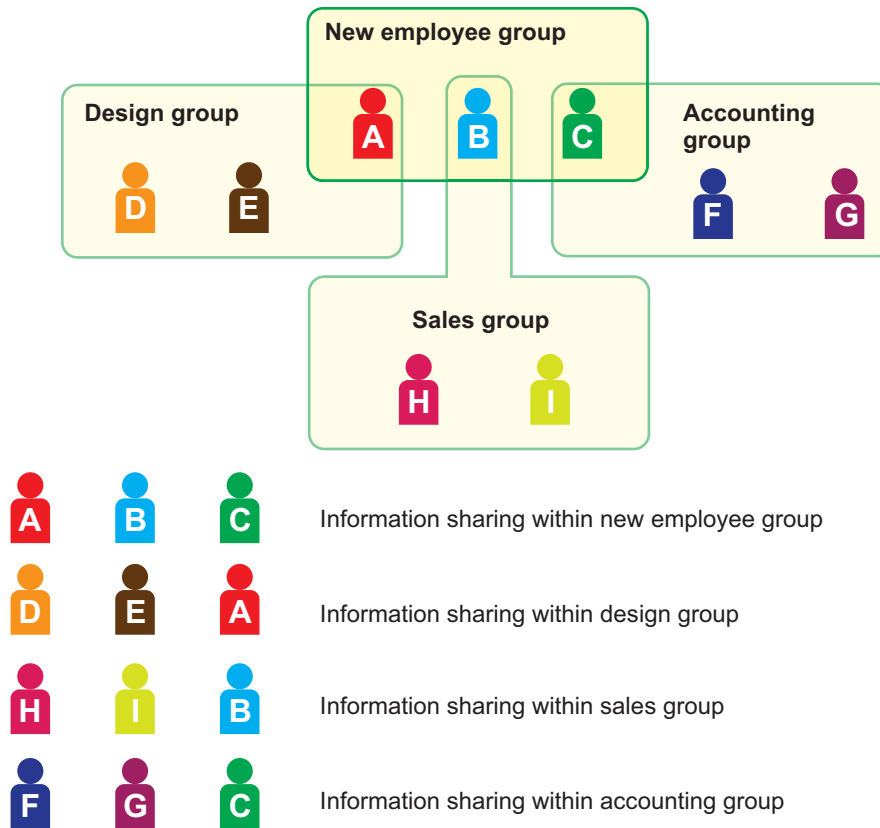 New employee group
Design group
Accounting
group
A
B
C
D
E
F
G
Sales group
H
I
A B C Information sharing within new employee group
D E A Information sharing within design group
H I B Information sharing within sales group
F G C Information sharing within accounting group